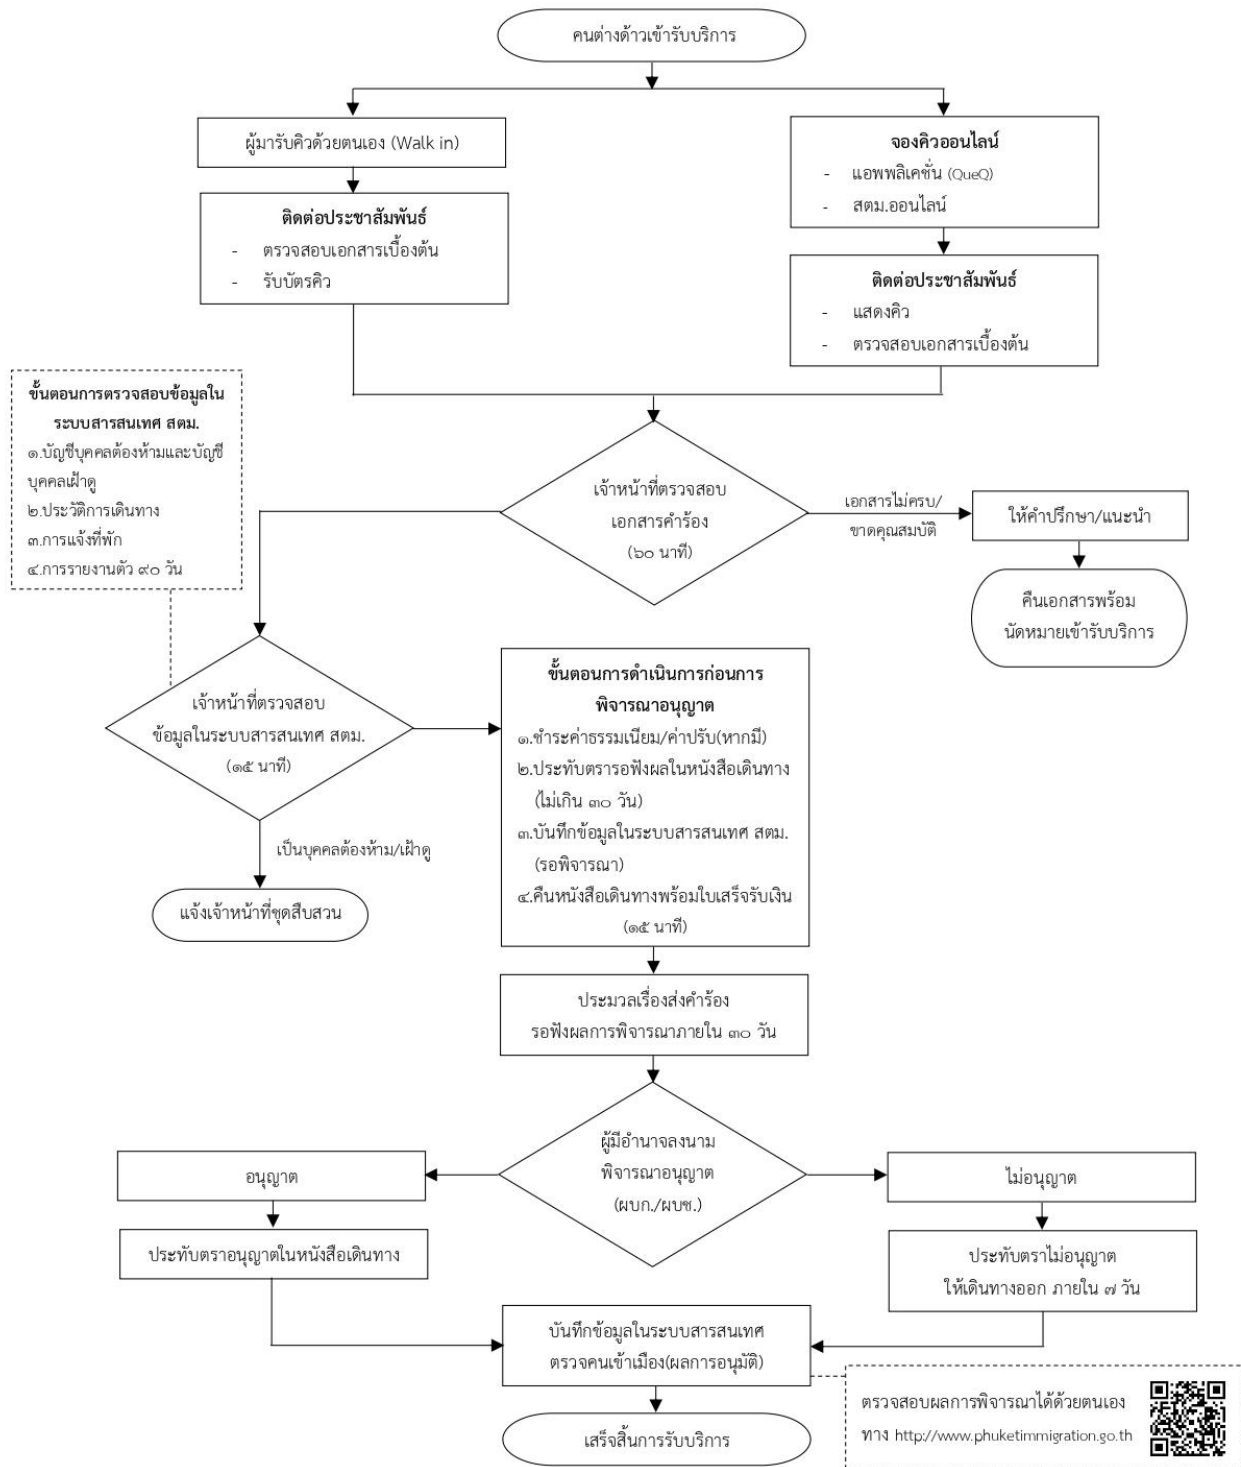 คนต่างด้าวเข้ารับบริการ
ผู้มารับคิวด้วยตนเอง (Walk in)
ติดต่อประชาสัมพันธ์
- ตรวจสอบเอกสารเบื้องต้น
- รับบัตรคิว
จองคิวออนไลน์
- แอพพลิเคชั่น (QueQ)
- สตม.ออนไลน์
ติดต่อประชาสัมพันธ์
- แสดงคิว
- ตรวจสอบเอกสารเบื้องต้น
ขั้นตอนการตรวจสอบข้อมูลใน
ระบบสารสนเทศ สตม.
๑.บัญชีบุคคลต้องห้ามและบัญชี
บุคคลเฝ้าดู
๒.ประวัติการเดินทาง
๓.การแจ้งที่พัก
๔.การรายงานตัว ๙๐ วัน
เจ้าหน้าที่ตรวจสอบ
เอกสารคำร้อง
(๖๐ นาที)
เอกสารไม่ครบ/
ขาดคุณสมบัติ
ให้คำปรึกษา/แนะนำ
คืนเอกสารพร้อม
นัดหมายเข้ารับบริการ
เจ้าหน้าที่ตรวจสอบ
ข้อมูลในระบบสารสนเทศ สตม.
(๑๕ นาที)
เป็นบุคคลต้องห้าม/เฝ้าดู
แจ้งเจ้าหน้าที่ชุดสืบสวน
ขั้นตอนการดำเนินการก่อนการ
พิจารณาอนุญาต
๑.ชำระค่าธรรมเนียม/ค่าปรับ(หากมี)
๒.ประทับตรารอฟังผลในหนังสือเดินทาง
(ไม่เกิน ๓๐ วัน)
๓.บันทึกข้อมูลในระบบสารสนเทศ สตม.
(รอพิจารณา)
๔.คืนหนังสือเดินทางพร้อมใบเสร็จรับเงิน
(๑๕ นาที)
ประมวลเรื่องส่งคำร้อง
รอฟังผลการพิจารณาภายใน ๓๐ วัน
ผู้มีอำนาจลงนาม
พิจารณาอนุญาต
(ผบก./ผบช.)
อนุญาต
ประทับตราอนุญาตในหนังสือเดินทาง
ไม่อนุญาต
ประทับตราไม่อนุญาต
ให้เดินทางออก ภายใน ๗ วัน
บันทึกข้อมูลในระบบสารสนเทศ
ตรวจคนเข้าเมือง(ผลการอนุมัติ)
ตรวจสอบผลการพิจารณาได้ด้วยตนเอง
ทาง http://www.phuketimmigration.go.th
เสร็จสิ้นการรับบริการ